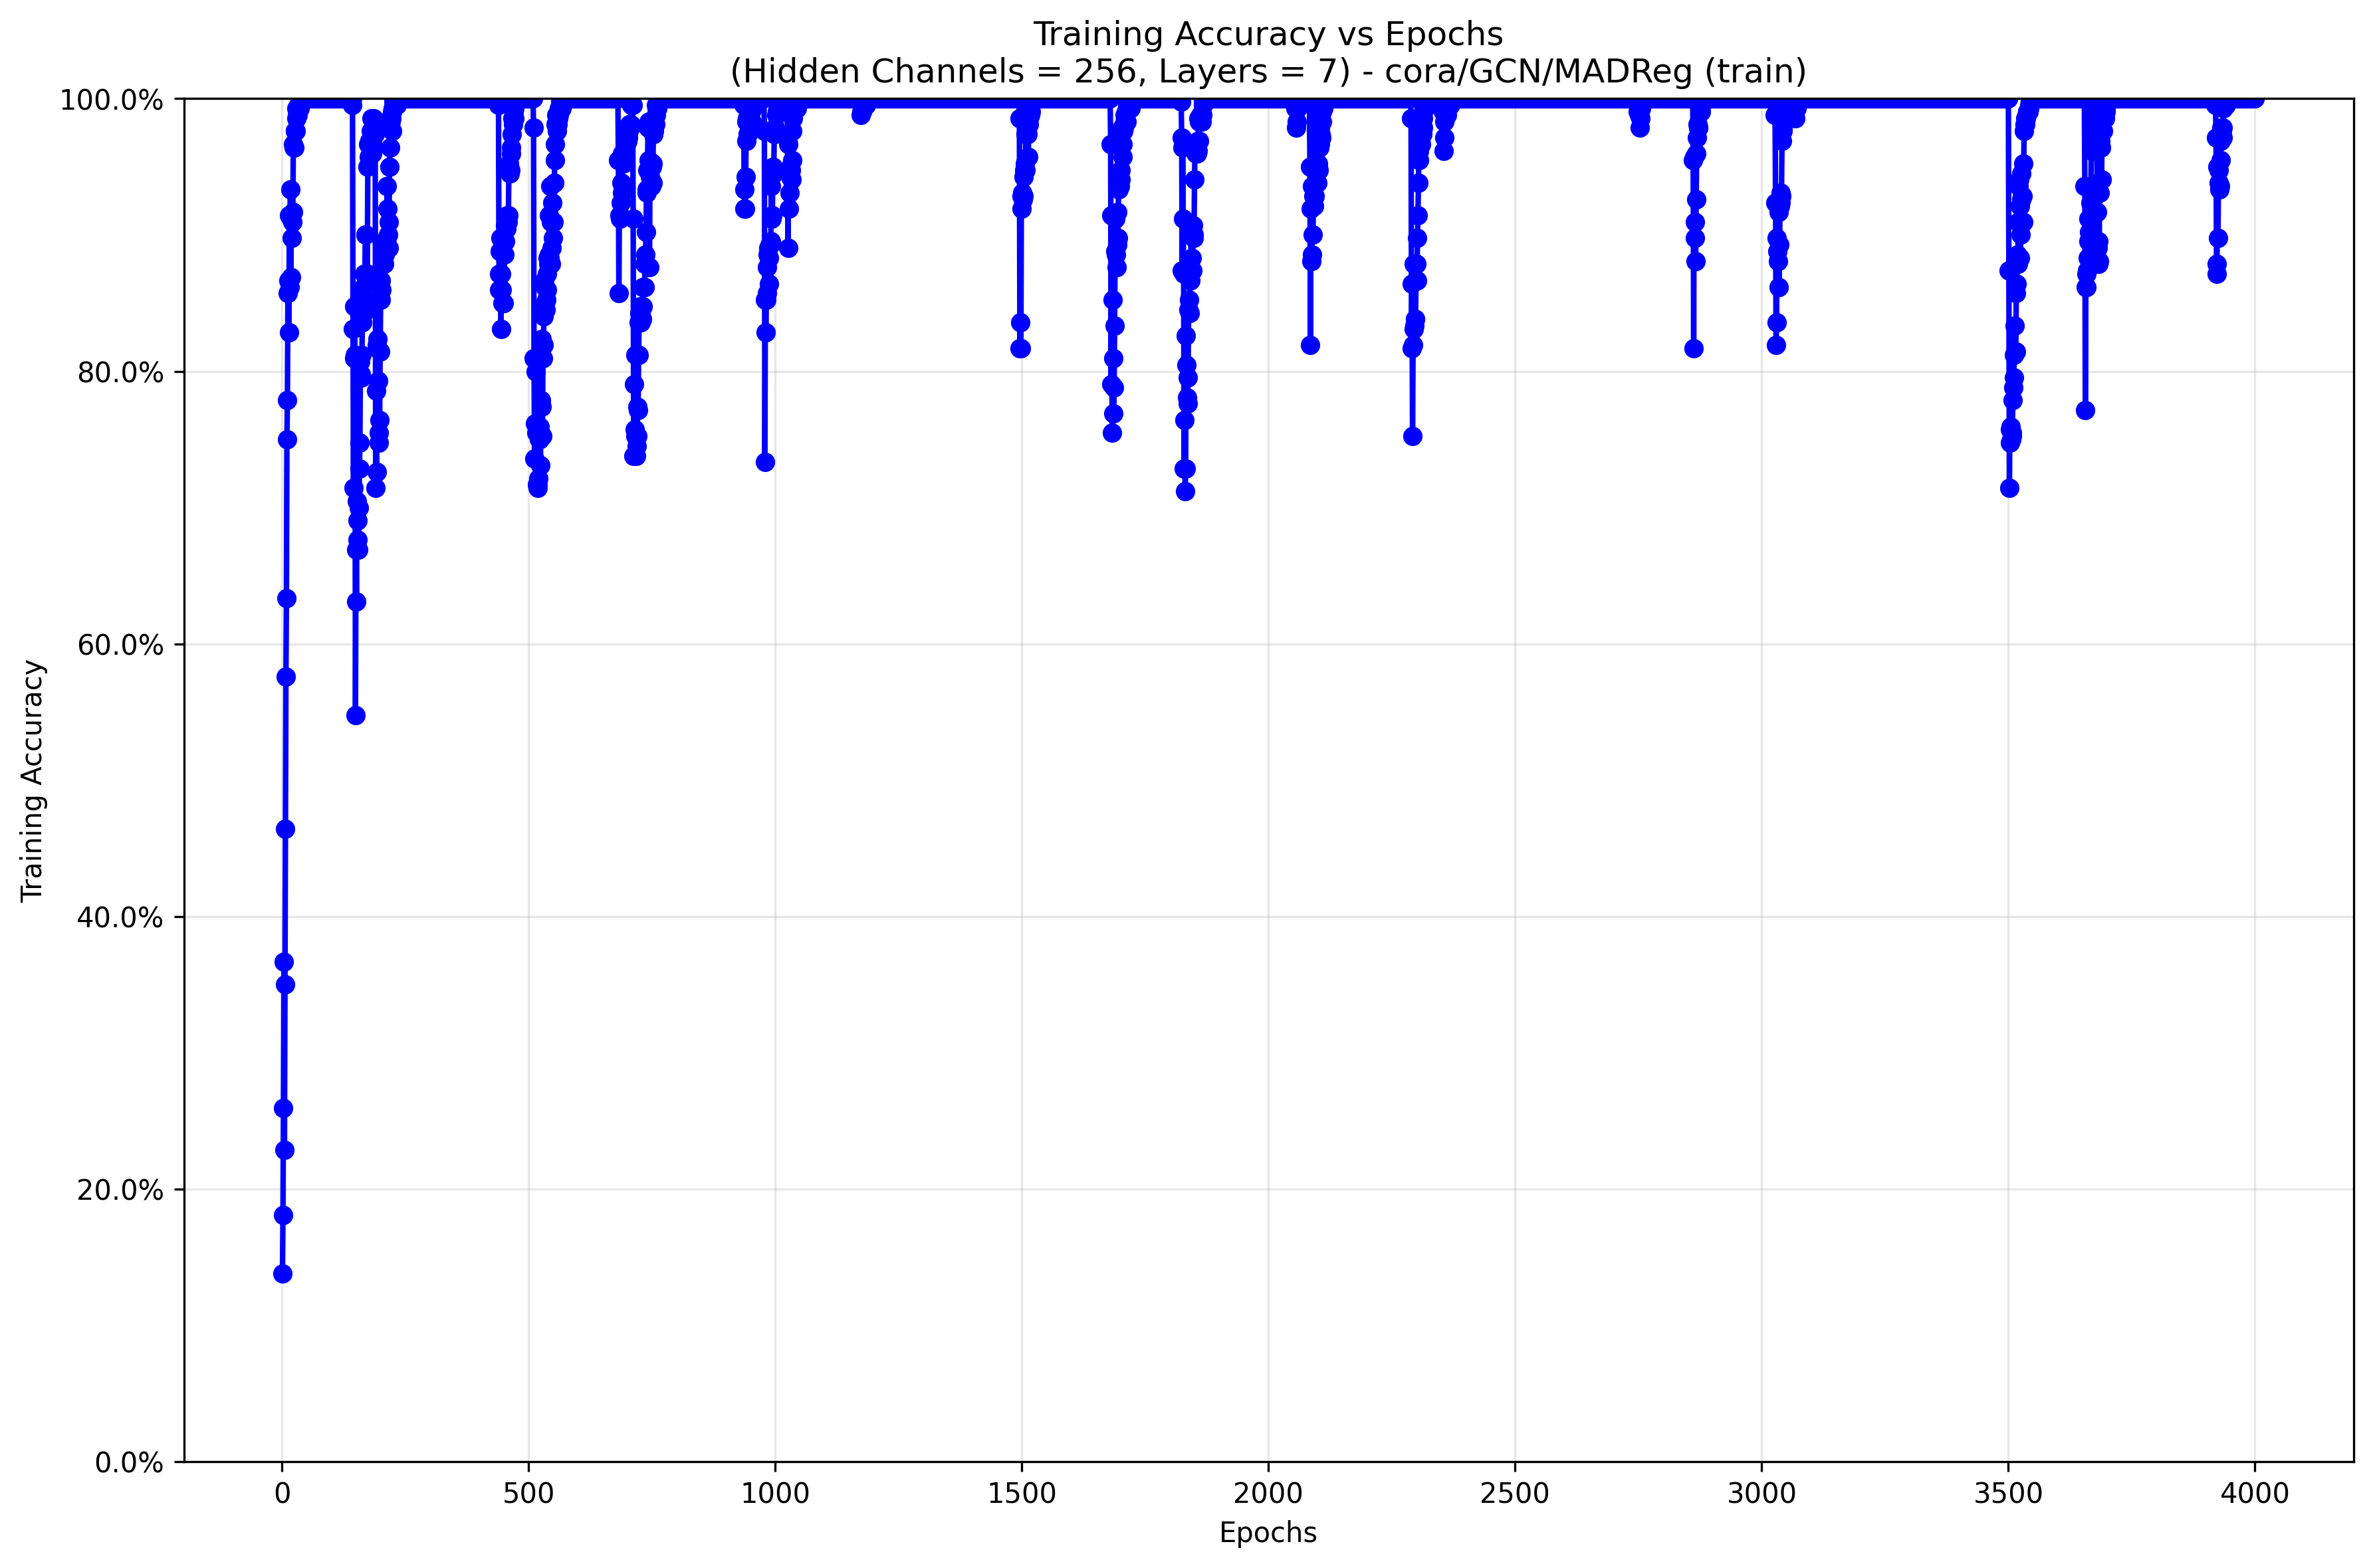 Training Accuracy vs Epochs
(Hidden Channels = 256, Layers = 7) - cora/GCN/MADReg (train)
Training Accuracy
100.0%
80.0%
60.0%
40.0%
20.0%
0.0%
0 500 1000 1500 2000 2500 3000 3500 4000
Epochs